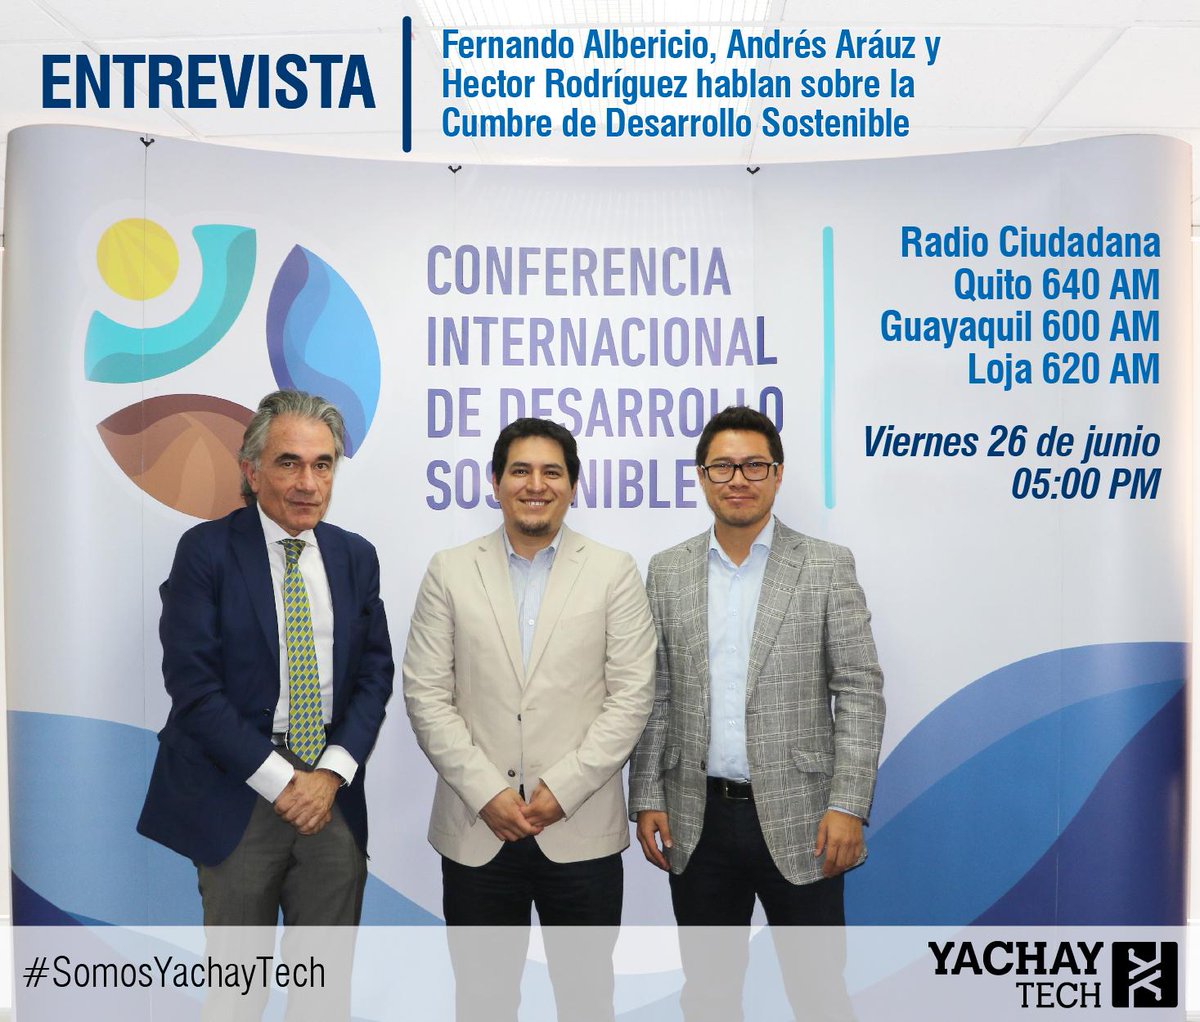 ENTREVISTA
Fernando Albericio, Andrés Aráuz y
Hector Rodríguez hablan sobre la
Cumbre de Desarrollo Sostenible
CONFERENCIA
INTERNACIONAL
DE DESARROLLO
SOSTENIBLE
Radio Ciudadana
Quito 640 AM
Guayaquil 600 AM
Loja 620 AM
Viernes 26 de junio
05:00 PM
#SomosYachayTech
YACHAY
TECH